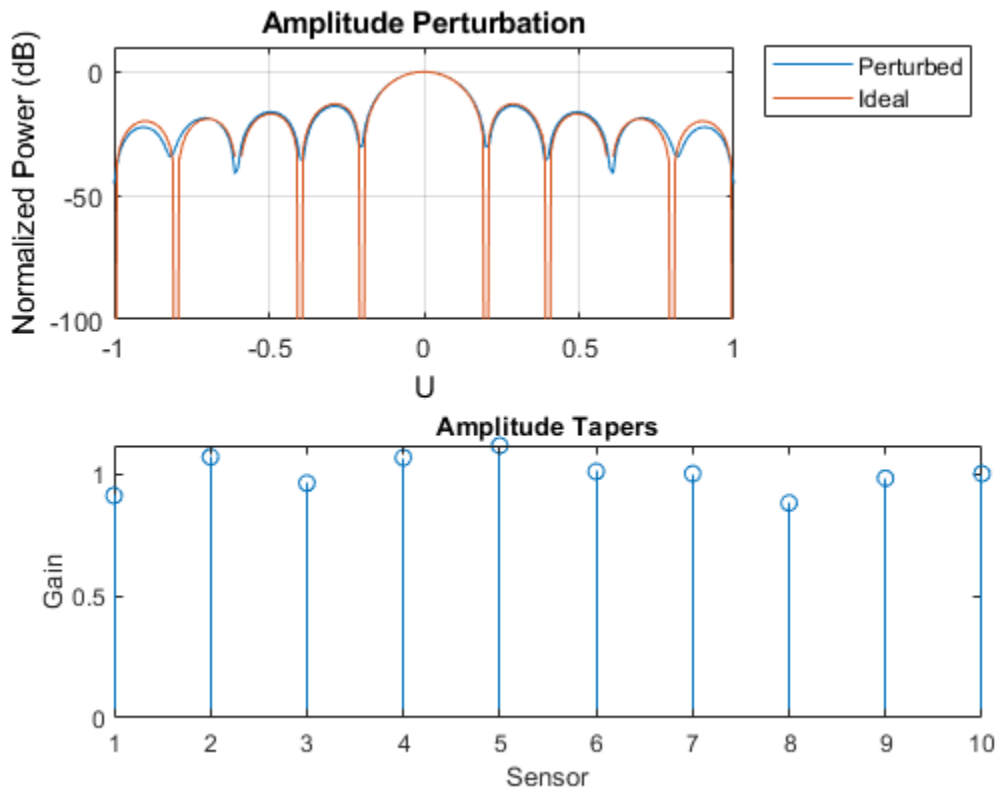 Amplitude Perturbation
Normalized Power (dB)
0
-50
-100
-1
-0.5
0
0.5
1
U
Perturbed
Ideal
Amplitude Tapers
Gain
1
0.5
0
1
2
3
4
5
6
7
8
9
10
Sensor